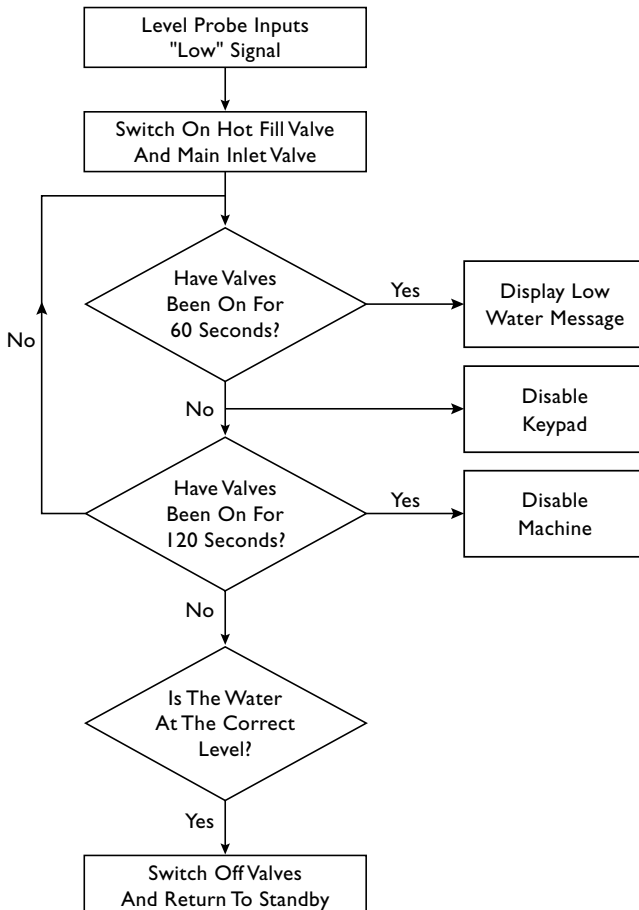 Level Probe Inputs
"Low" Signal
Switch On Hot Fill Valve
And Main Inlet Valve
Have Valves
Been On For
60 Seconds?
Yes
Display Low
Water Message
No
No
Disable
Keypad
Have Valves
Been On For
120 Seconds?
Yes
Disable
Machine
No
Is The Water
At The Correct
Level?
Yes
Switch Off Valves
And Return To Standby